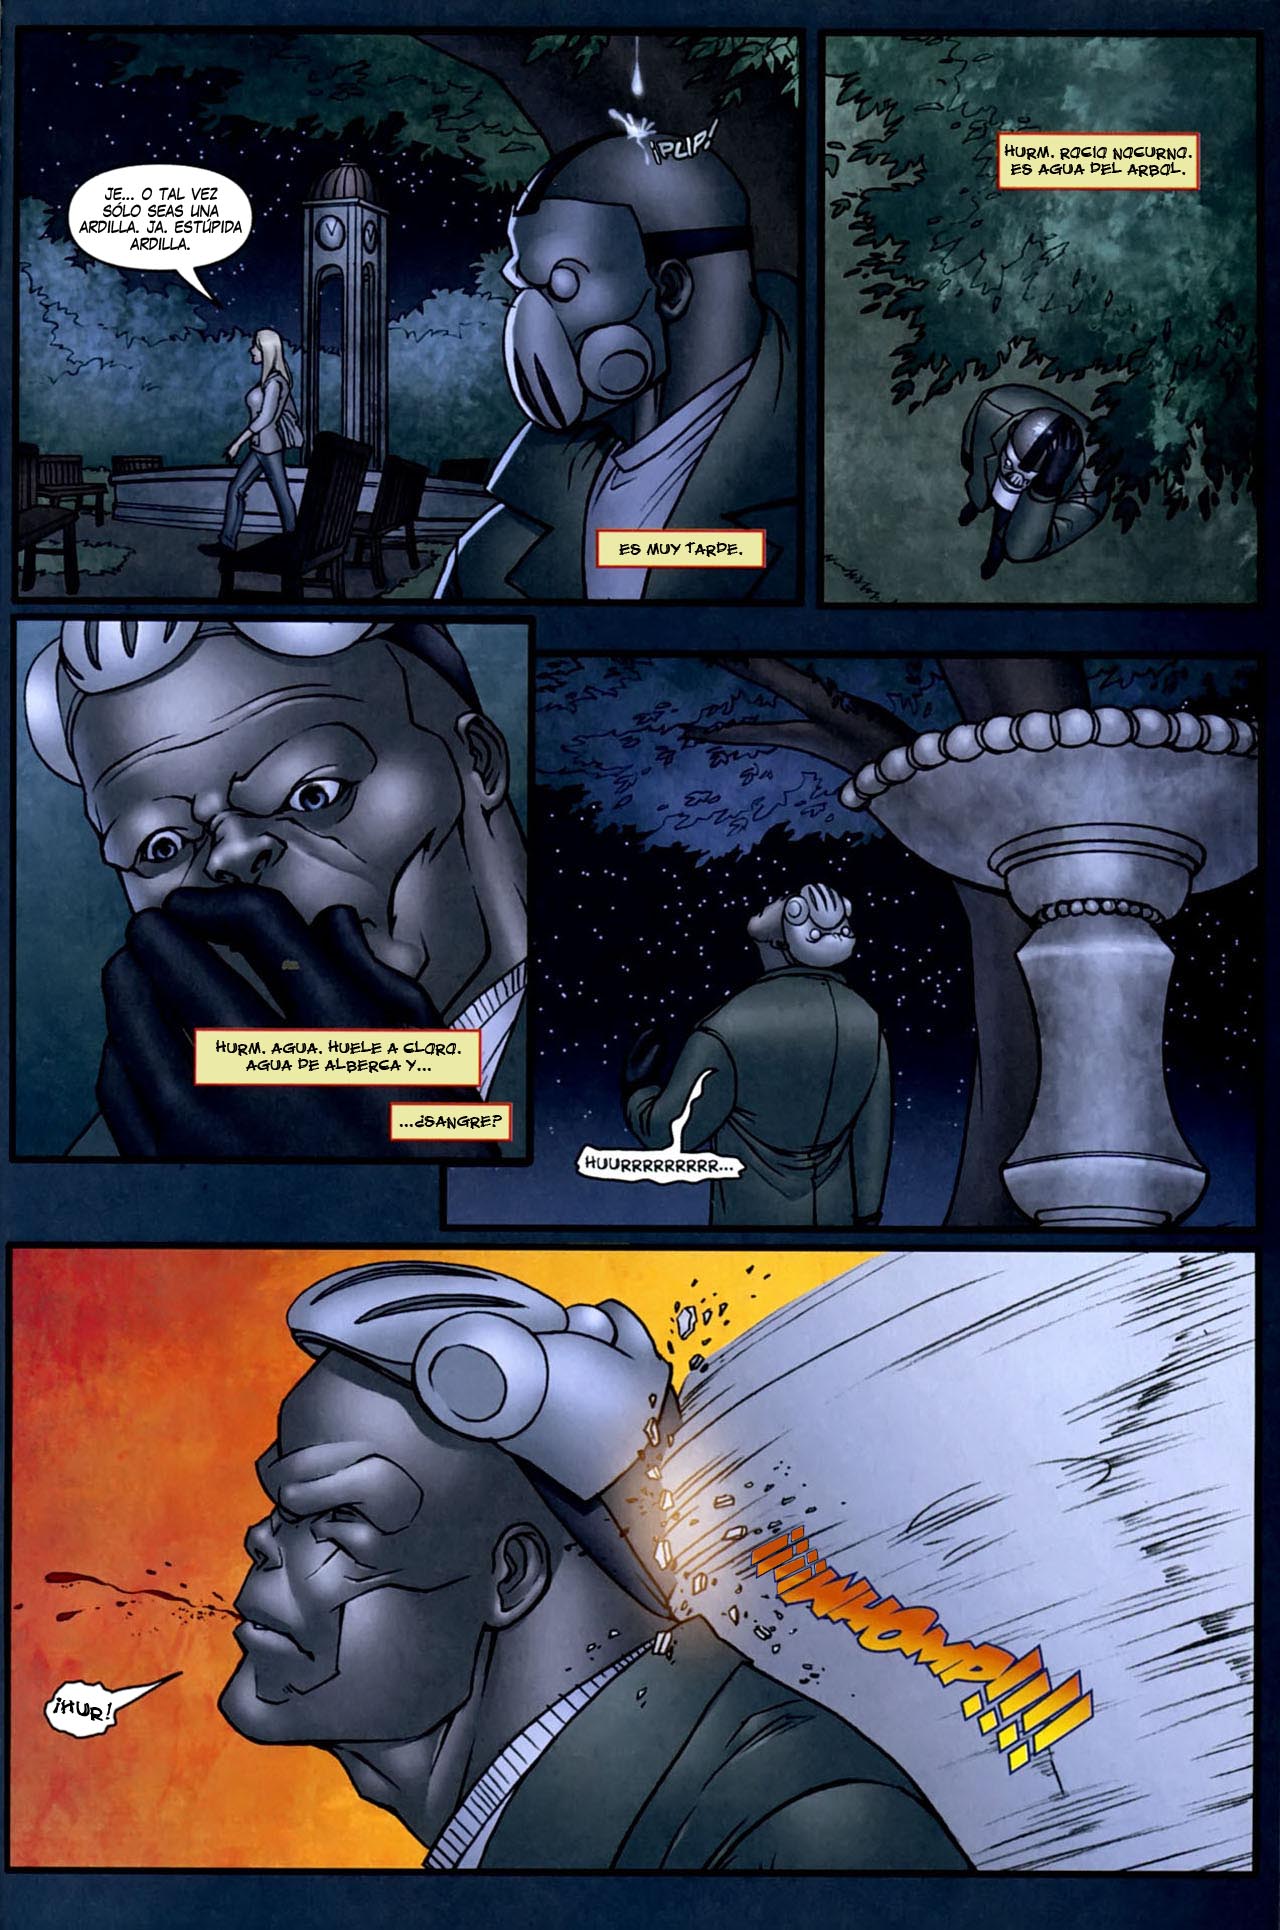 JE... O TAL VEZ
SÓLO SEAS UNA
ARDILLA. JA. ESTÚPIDA
ARDILLA.
¡PLIP!
ES MUY TARDE.
HURM. ROCIO NOCURNO.
ES AGUA DEL ARBOL.
HURM. AGUA. HUELE A CLORO.
AGUA DE ALBERCA Y...
...¿SANGRE?
HUURRRRRRRRR...
¡¡¡WHOMP!!!
¡HUR!